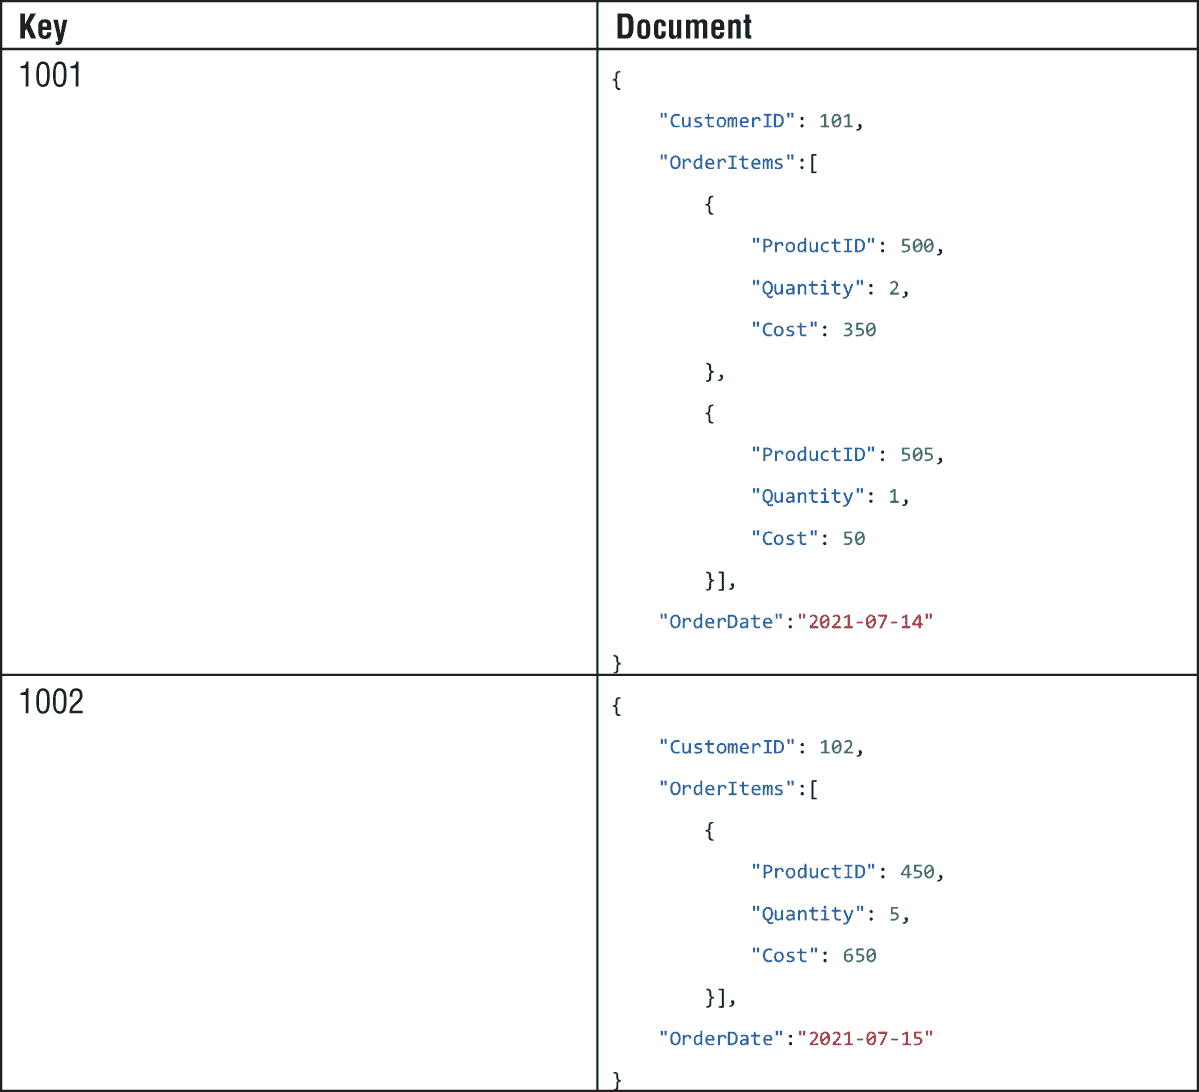 Key Document
1001 {
"CustomerID": 101,
"OrderItems":[
{
"ProductID": 500,
"Quantity": 2,
"Cost": 350
},
{
"ProductID": 505,
"Quantity": 1,
"Cost": 50
}],
"OrderDate":"2021-07-14"
}
1002 {
"CustomerID": 102,
"OrderItems":[
{
"ProductID": 450,
"Quantity": 5,
"Cost": 650
}],
"OrderDate":"2021-07-15"
}